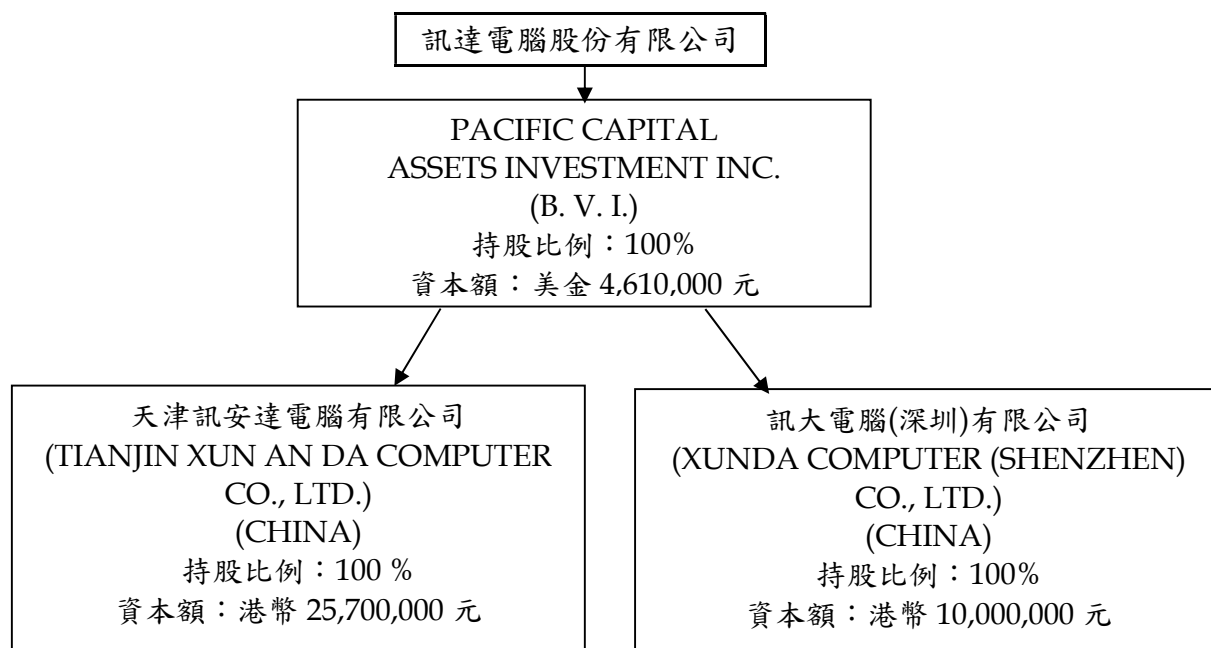 訊達電腦股份有限公司
PACIFIC CAPITAL
ASSETS INVESTMENT INC.
(B. V. I.)
持股比例：100%
資本額：美金 4,610,000 元
天津訊安達電腦有限公司
(TIANJIN XUN AN DA COMPUTER
CO., LTD.)
(CHINA)
持股比例：100 %
資本額：港幣 25,700,000 元
訊大電腦(深圳)有限公司
(XUNDA COMPUTER (SHENZHEN)
CO., LTD.)
(CHINA)
持股比例：100%
資本額：港幣 10,000,000 元